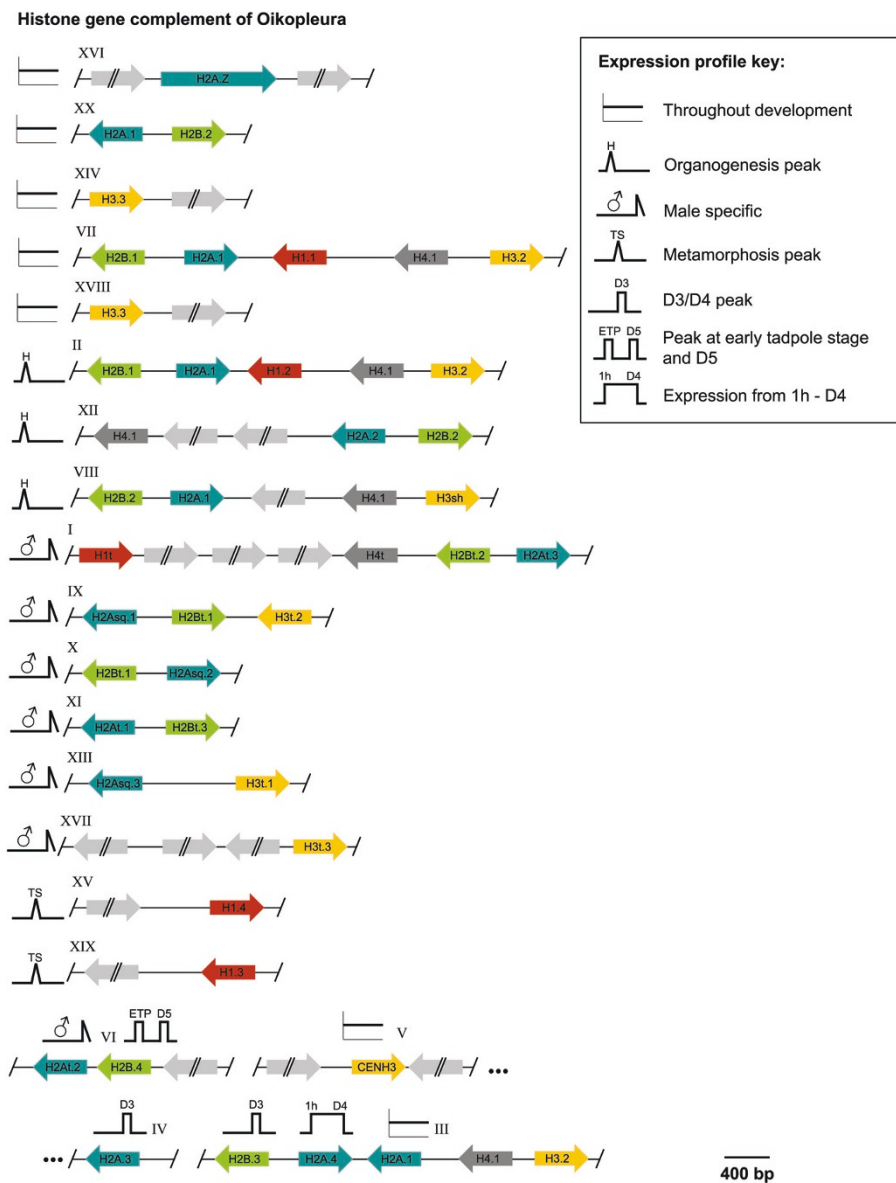 Histone gene complement of Oikopleura
XVI
H2A.Z
XX
H2A.1 H2B.2
XIV
H3.3
VII
H2B.1 H2A.1 H1.1 H4.1 H3.2
XVIII
H3.3
H II
H2B.1 H2A.1 H1.2 H4.1 H3.2
H XII
H4.1 H2A.2 H2B.2
H VIII
H2B.2 H2A.1 H4.1 H3sh
♂ I
H1t H4t H2Bt.2 H2At.3
♂ IX
H2Asq.1 H2Bt.1 H3t.2
♂ X
H2Bt.1 H2Asq.2
♂ XI
H2At.1 H2Bt.3
♂ XIII
H2Asq.3 H3t.1
♂ XVII
H3t.3
TS XV
H1.4
TS XIX
H1.3
♂ VI ETP D5 V
H2At.2 H2B.4 CENH3 •••
D3 IV D3 1h D4 III
••• H2A.3 H2B.3 H2A.4 H2A.1 H4.1 H3.2
400 bp
Expression profile key:
Throughout development
H
Organogenesis peak
♂ Male specific
TS
Metamorphosis peak
D3
D3/D4 peak
ETP D5
Peak at early tadpole stage
and D5
1h D4
Expression from 1h - D4